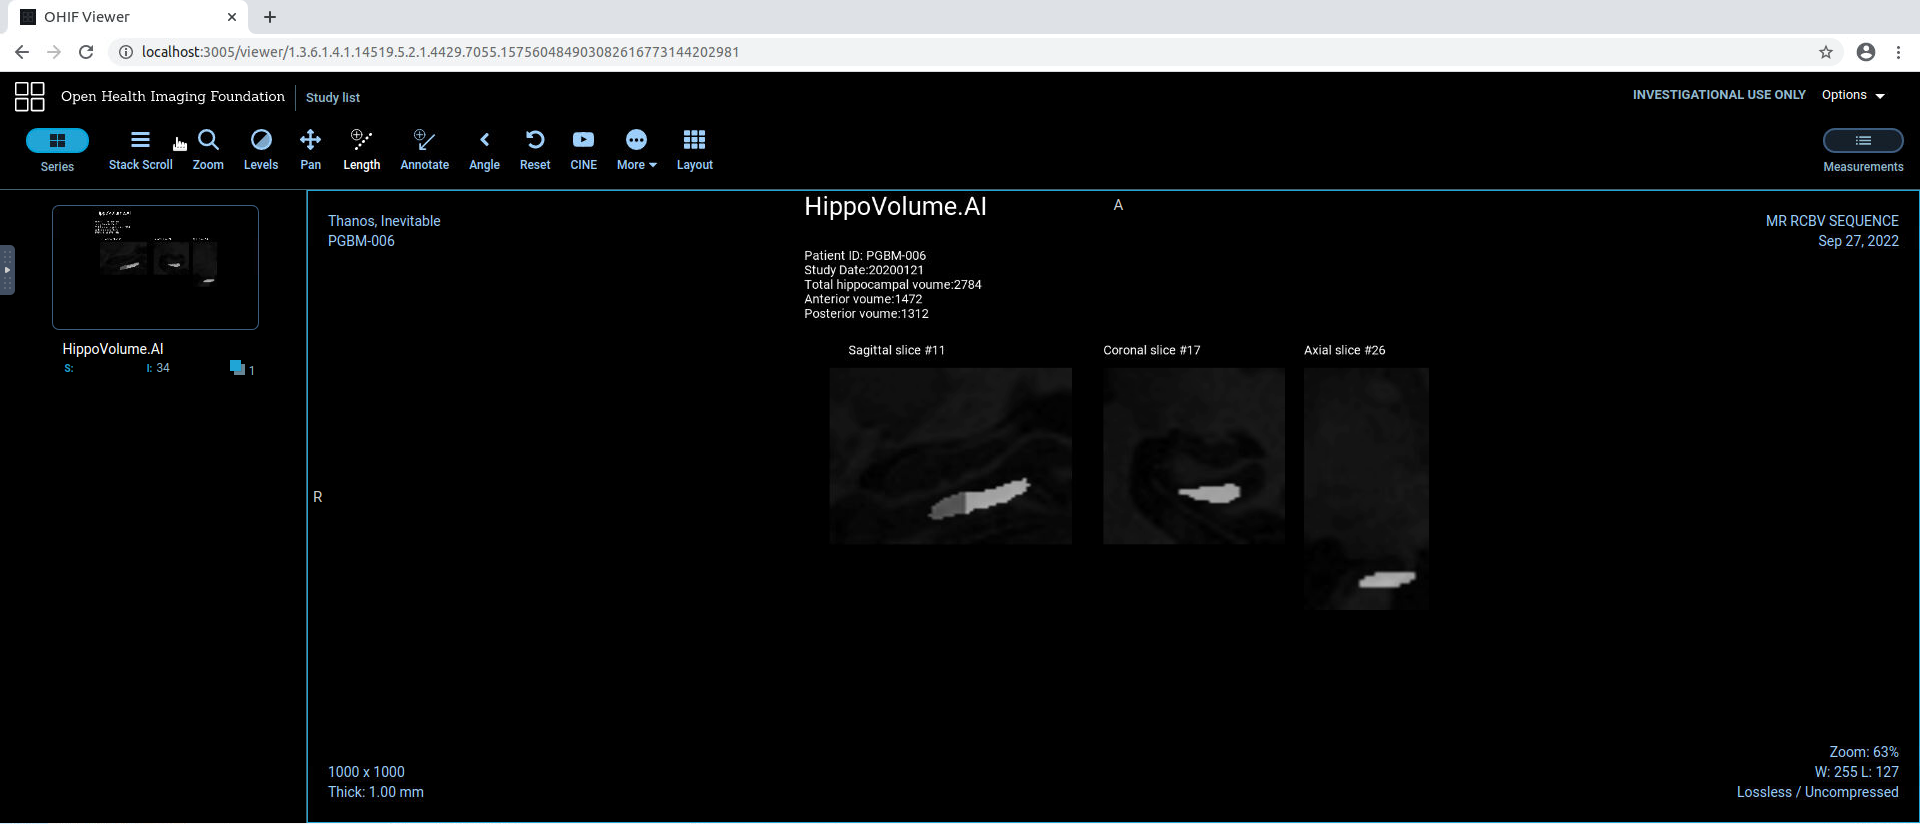 OHIF Viewer
localhost:3005/viewer/1.3.6.1.4.1.14519.5.2.1.4429.7055.157560484903082616773144202981
Open Health Imaging Foundation
Study list
INVESTIGATIONAL USE ONLY
Options
Series
Stack Scroll
Zoom
Levels
Pan
Length
Annotate
Angle
Reset
CINE
More
Layout
Measurements
HippoVolume.AI
S:
I: 34
1
Thanos, Inevitable
PGBM-006
HippoVolume.AI
A
MR RCBV SEQUENCE
Sep 27, 2022
Patient ID: PGBM-006
Study Date:20200121
Total hippocampal voume:2784
Anterior voume:1472
Posterior voume:1312
Sagittal slice #11
Coronal slice #17
Axial slice #26
R
1000 x 1000
Thick: 1.00 mm
Zoom: 63%
W: 255 L: 127
Lossless / Uncompressed